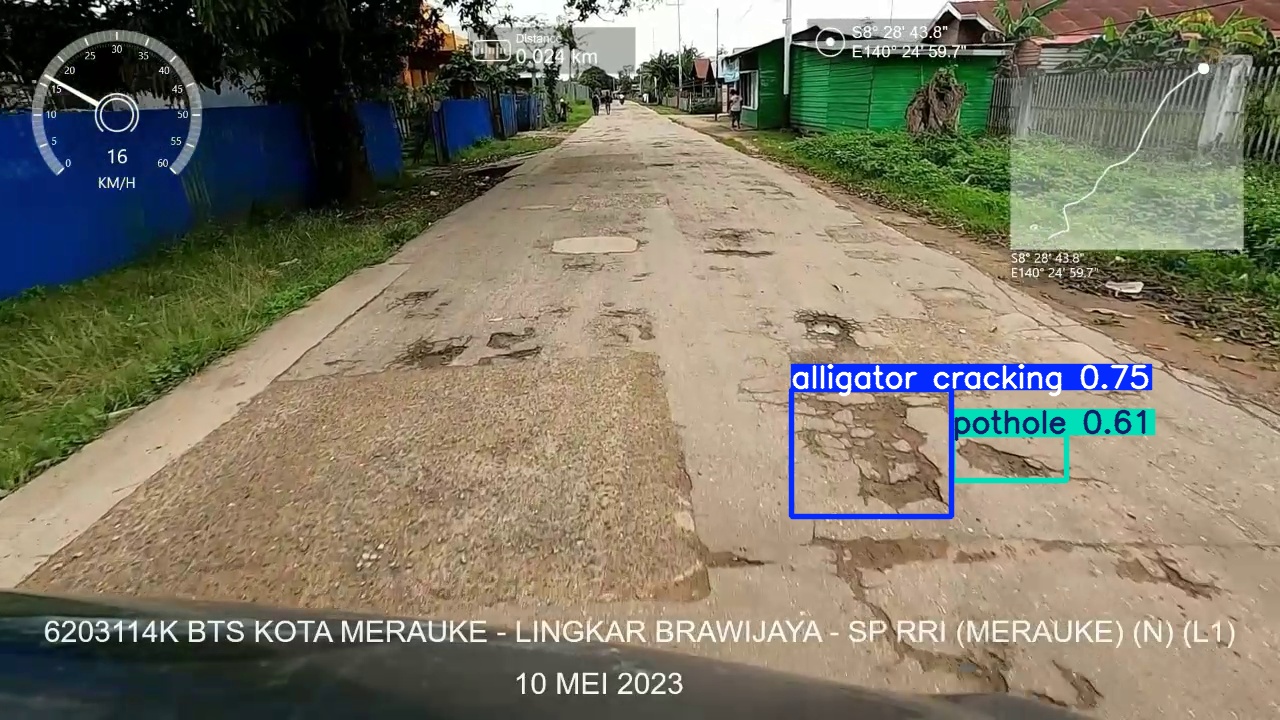 Distance
0.024 km
S8° 28' 43.8"
E140° 24' 59.7"
0
5
10
15
20
25
30
35
40
45
50
55
60
16
KM/H
S8° 28' 43.8"
E140° 24' 59.7"
alligator cracking 0.75
pothole 0.61
6203114K BTS KOTA MERAUKE - LINGKAR BRAWIJAYA - SP RRI (MERAUKE) (N) (L1)
10 MEI 2023